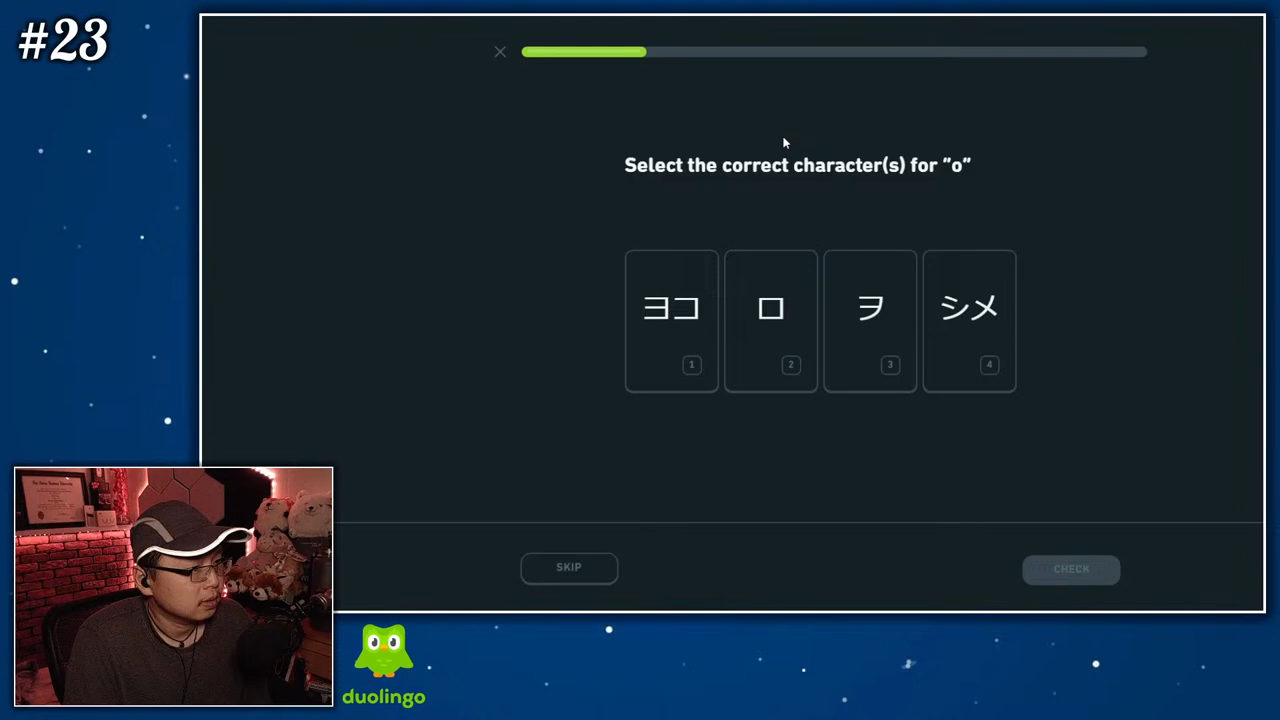 #23
Select the correct character(s) for "o"
ヨコ
ロ
ヲ
シメ
1
2
3
4
SKIP
CHECK
duolingo